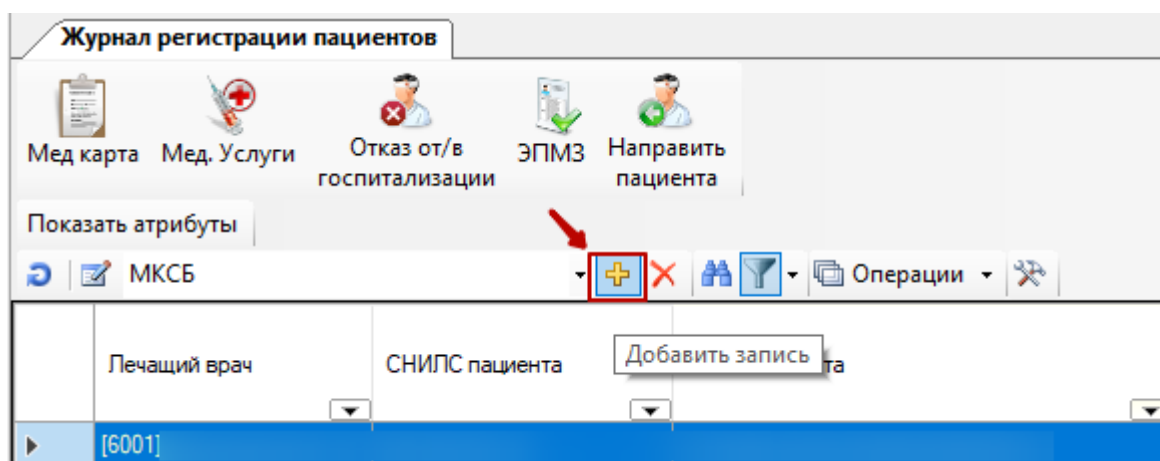 Журнал регистрации пациентов
Мед карта
Мед. Услуги
Отказ от/в
госпитализации
ЭПМЗ
Направить
пациента
Показать атрибуты
МКСБ
Операции
Лечащий врач
СНИЛС пациента
Добавить запись
та
[6001]